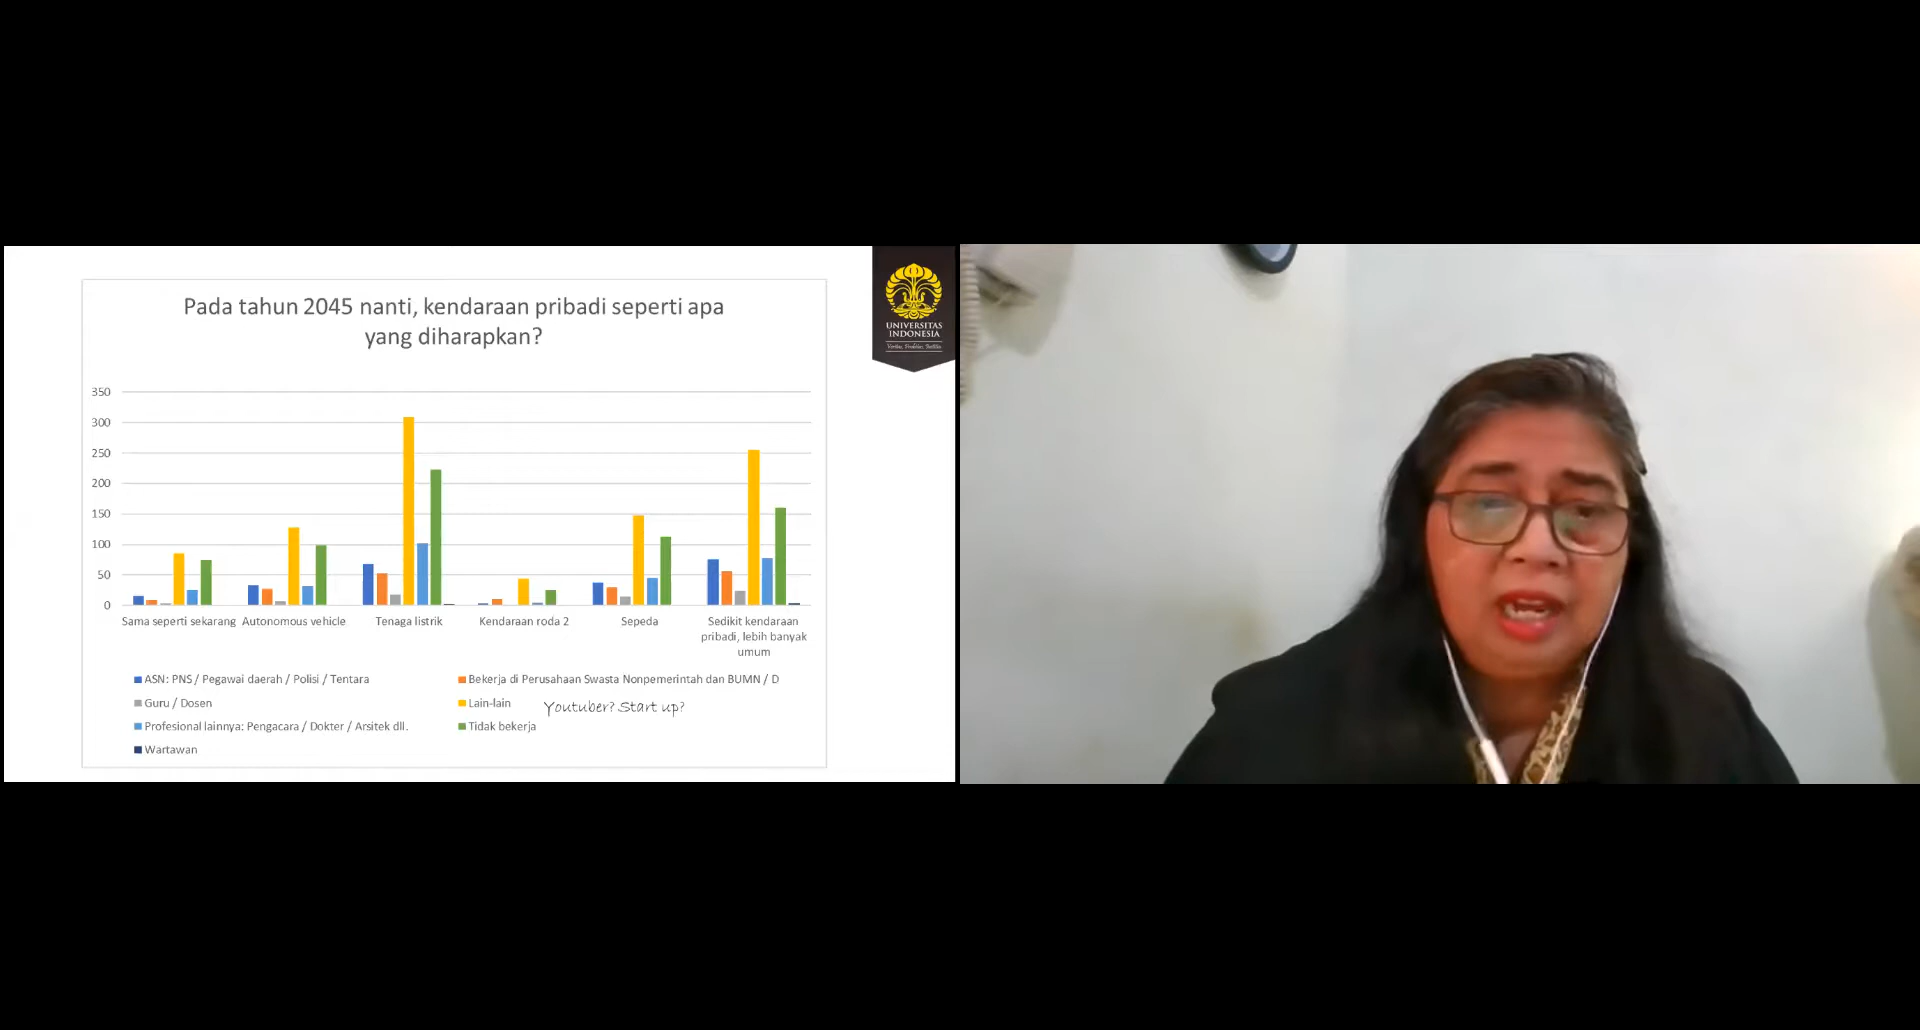 Pada tahun 2045 nanti, kendaraan pribadi seperti apa
yang diharapkan?
UNIVERSITAS
INDONESIA
Veritas, Probitas, Iustitia
350
300
250
200
150
100
50
0
Sama seperti sekarang
Autonomous vehicle
Tenaga listrik
Kendaraan roda 2
Sepeda
Sedikit kendaraan
pribadi, lebih banyak
umum
ASN: PNS / Pegawai daerah / Polisi / Tentara
Bekerja di Perusahaan Swasta Nonpemerintah dan BUMN / D
Guru / Dosen
Lain-lain
Youtuber? Start up?
Profesional lainnya: Pengacara / Dokter / Arsitek dll.
Tidak bekerja
Wartawan